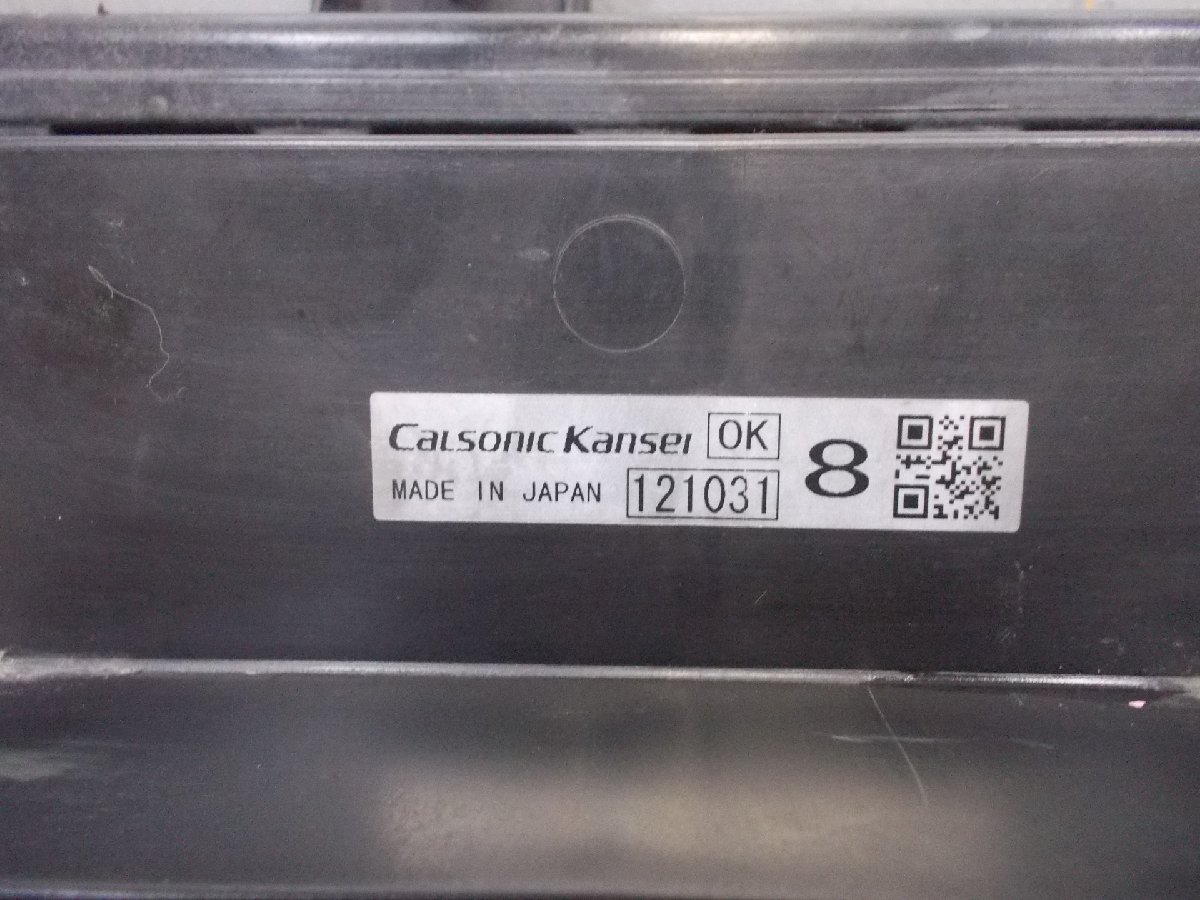 CALSONIC KANSEI OK
MADE IN JAPAN 121031
8